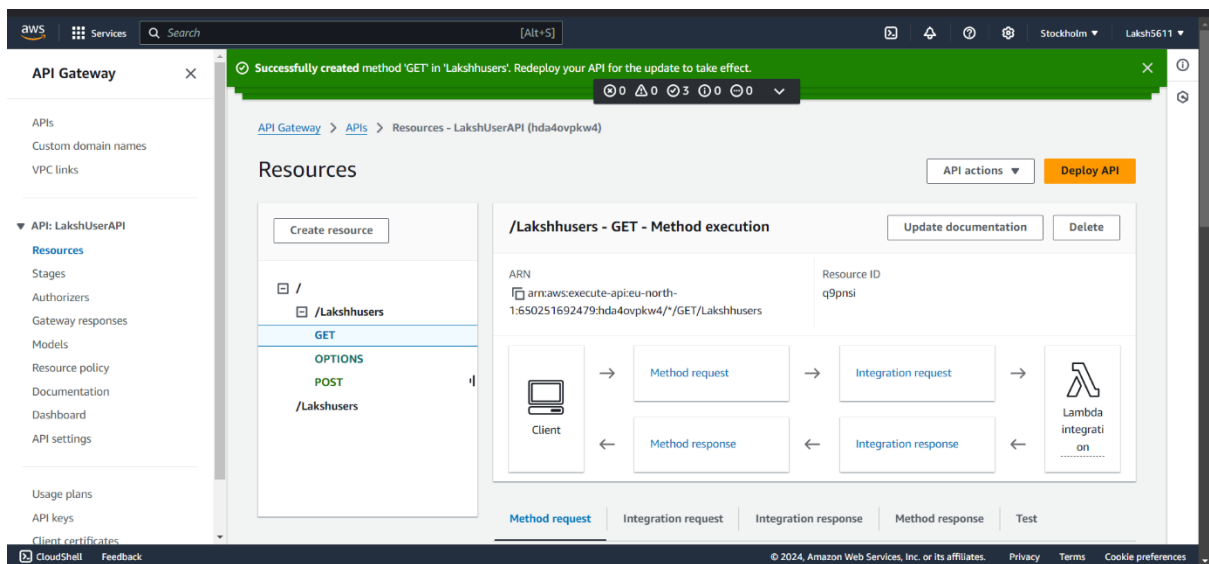 aws
Services
Search
[Alt+S]
Stockholm ▼
Laksh5611 ▼
API Gateway
APIs
Custom domain names
VPC links
▼ API: LakshUserAPI
Resources
Stages
Authorizers
Gateway responses
Models
Resource policy
Documentation
Dashboard
API settings
Usage plans
API keys
Client certificates
Successfully created method 'GET' in 'Lakshhusers'. Redeploy your API for the update to take effect.
0 0 3 0 0
API Gateway > APIs > Resources - LakshUserAPI (hda4ovpkw4)
Resources
API actions ▼
Deploy API
Create resource
/
/Lakshhusers
GET
OPTIONS
POST
/Lakshusers
/Lakshhusers - GET - Method execution
Update documentation
Delete
ARN
arn:aws:execute-api:eu-north-
1:650251692479:hda4ovpkw4/*/GET/Lakshhusers
Resource ID
q9pnsi
Client
Method request
Integration request
Method response
Integration response
Lambda
integrati
on
Method request
Integration request
Integration response
Method response
Test
CloudShell
Feedback
© 2024, Amazon Web Services, Inc. or its affiliates.
Privacy
Terms
Cookie preferences